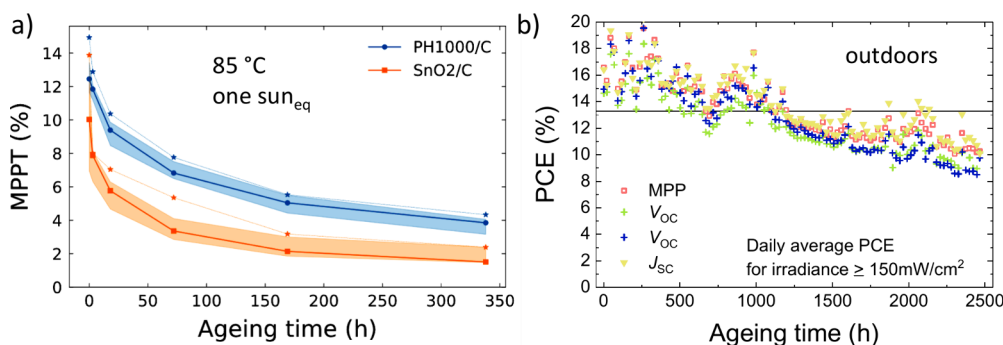 a)
85 °C
one sun_eq
PH1000/C
SnO2/C
MPPT (%)
14
12
10
8
6
4
2
0
0 50 100 150 200 250 300 350
Ageing time (h)
b)
outdoors
PCE (%)
20
18
16
14
12
10
8
6
4
2
0
MPP
V_OC
V_OC
J_SC
Daily average PCE
for irradiance ≥ 150mW/cm²
0 500 1000 1500 2000 2500
Ageing time (h)